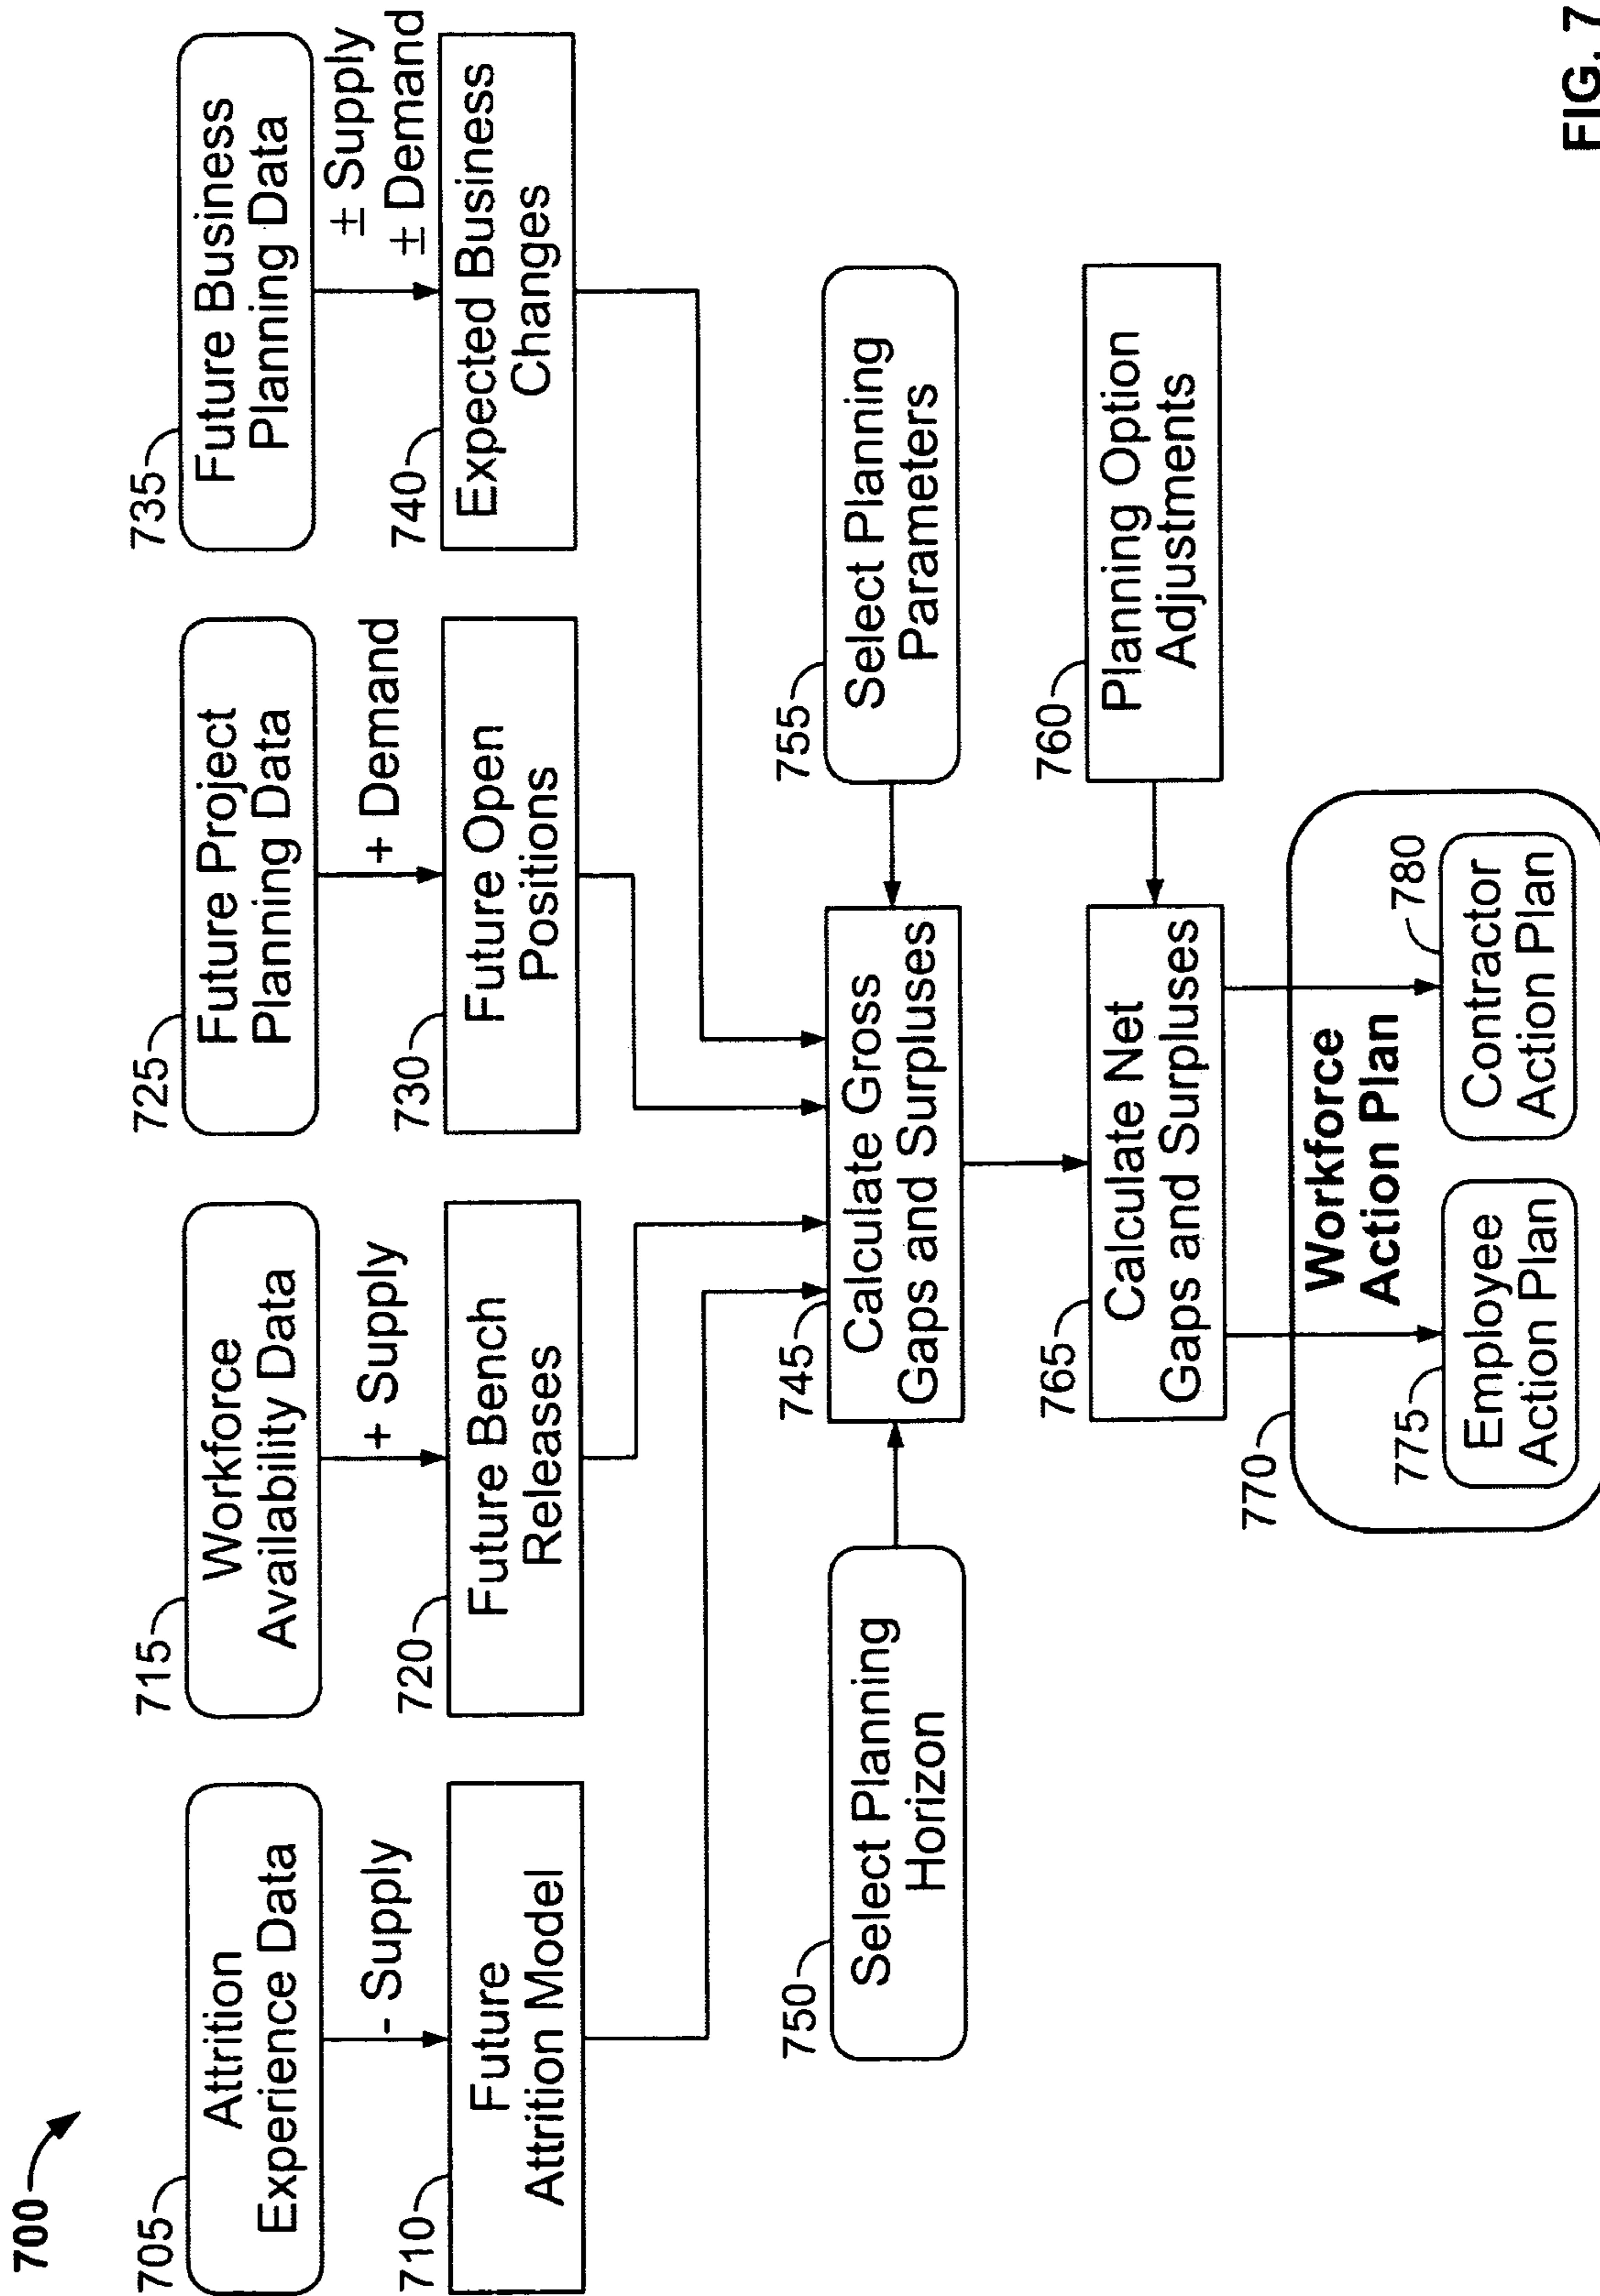 700
705
Attrition
Experience Data
- Supply
710
Future
Attrition Model
715
Workforce
Availability Data
+ Supply
720
Future Bench
Releases
725
Future Project
Planning Data
+ Demand
730
Future Open
Positions
735
Future Business
Planning Data
± Supply
± Demand
740
Expected Business
Changes
750
Select Planning
Horizon
745
Calculate Gross
Gaps and Surpluses
755
Select Planning
Parameters
765
Calculate Net
Gaps and Surpluses
760
Planning Option
Adjustments
770
Workforce
Action Plan
775
Employee
Action Plan
780
Contractor
Action Plan
FIG. 7